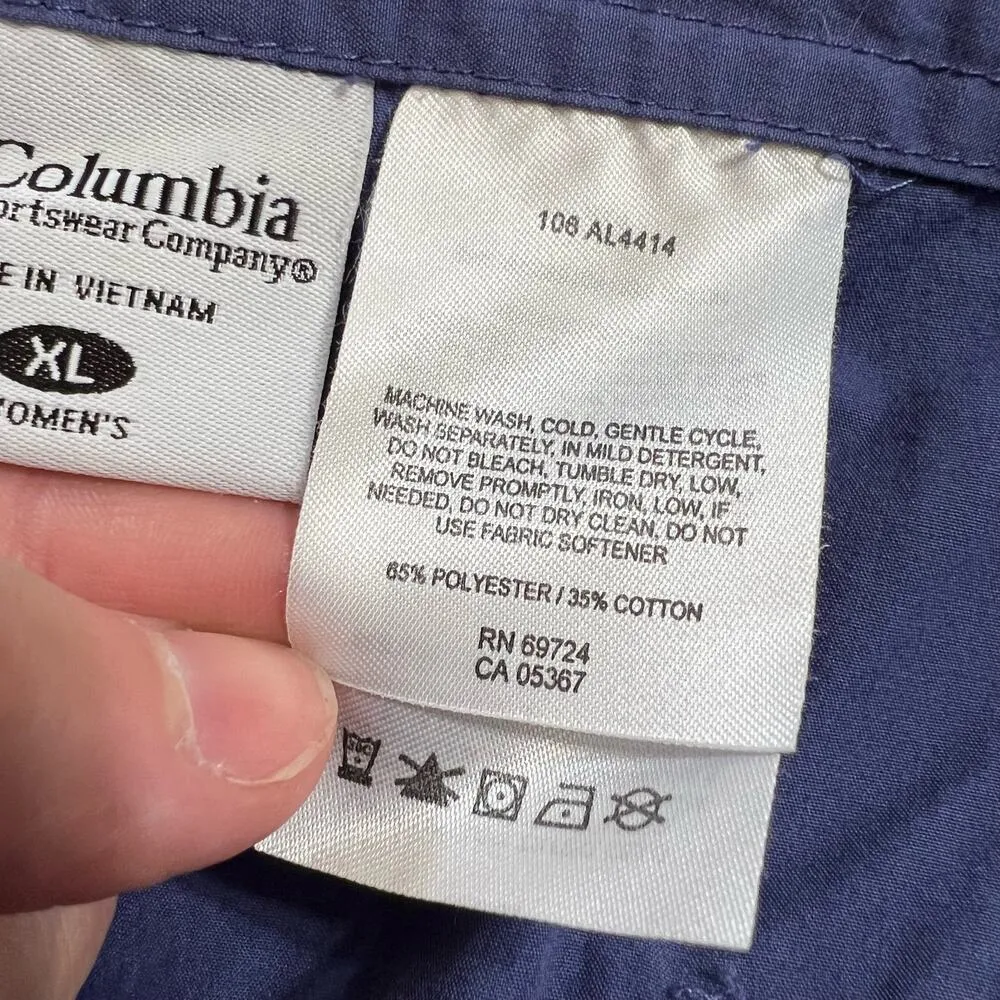 Columbia
ortswear Company®
E IN VIETNAM
XL
OMEN'S
108 AL4414
MACHINE WASH, COLD, GENTLE CYCLE,
WASH SEPARATELY, IN MILD DETERGENT,
DO NOT BLEACH, TUMBLE DRY, LOW,
REMOVE PROMPTLY, IRON, LOW, IF
NEEDED, DO NOT DRY CLEAN, DO NOT
USE FABRIC SOFTENER
65% POLYESTER / 35% COTTON
RN 69724
CA 05367